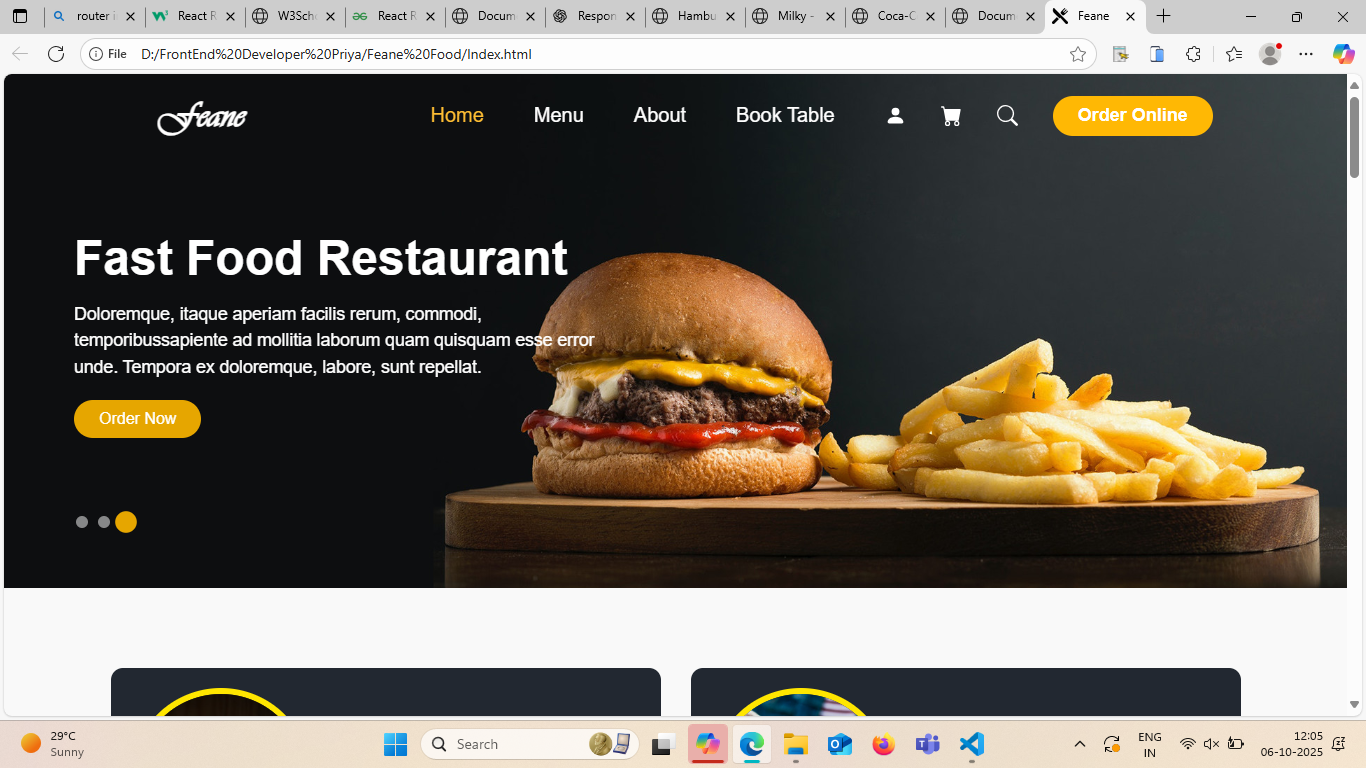 router i
React R
W3Scho
React R
Docum
Respon
Hambu
Milky -
Coca-C
Docum
Feane
File D:/FrontEnd%20Developer%20Priya/Feane%20Food/Index.html
Feane
Home Menu About Book Table Order Online
Fast Food Restaurant
Doloremque, itaque aperiam facilis rerum, commodi,
temporibussapiente ad mollitia laborum quam quisquam esse error
unde. Tempora ex doloremque, labore, sunt repellat.
Order Now
29°C
Sunny
Search
ENG
IN
12:05
06-10-2025